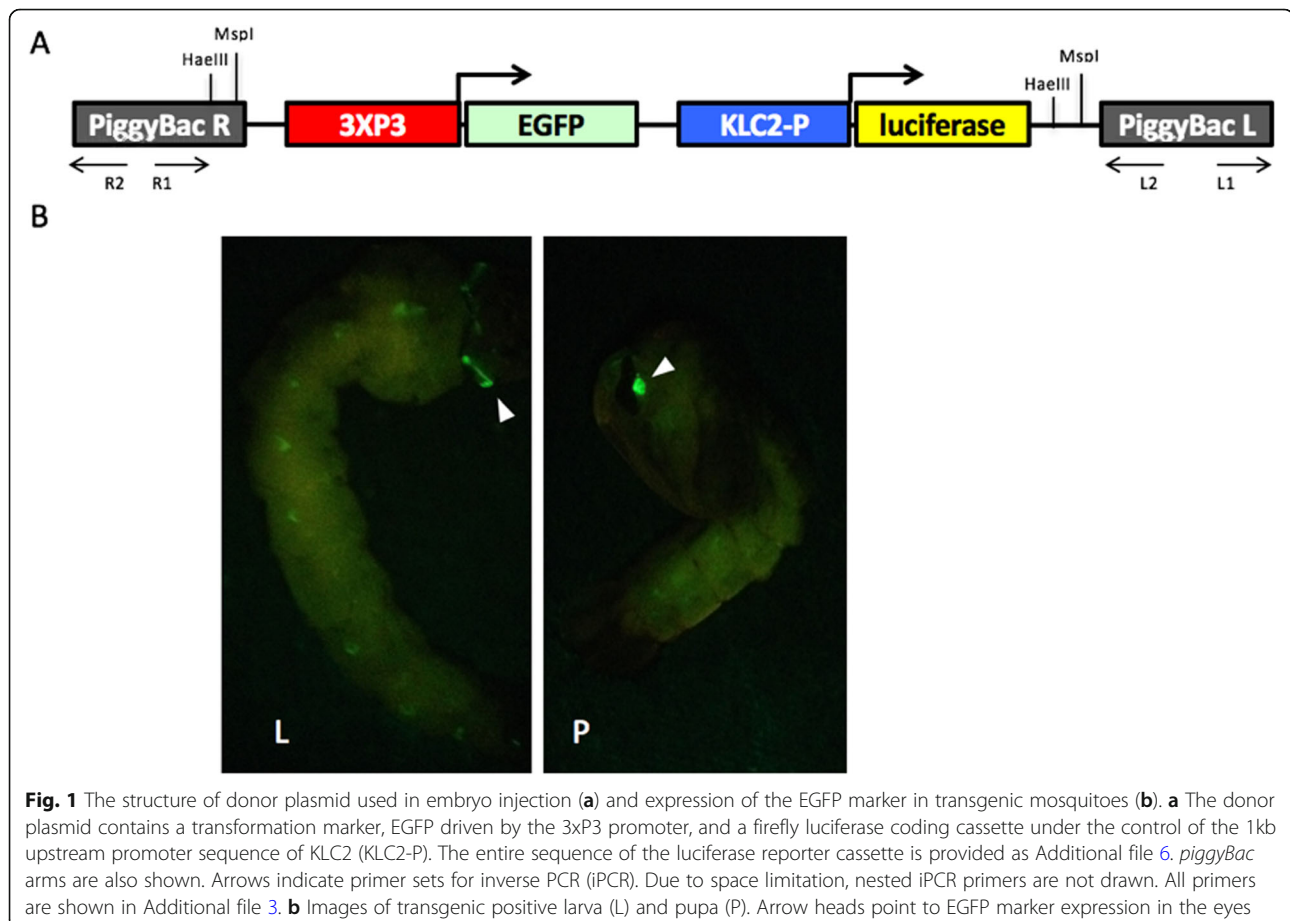 A
MspI
HaeIII
MspI
HaeIII
PiggyBac R
3XP3
EGFP
KLC2-P
luciferase
PiggyBac L
R2
R1
L2
L1
B
L
P
Fig. 1 The structure of donor plasmid used in embryo injection (a) and expression of the EGFP marker in transgenic mosquitoes (b). a The donor
plasmid contains a transformation marker, EGFP driven by the 3xP3 promoter, and a firefly luciferase coding cassette under the control of the 1kb
upstream promoter sequence of KLC2 (KLC2-P). The entire sequence of the luciferase reporter cassette is provided as Additional file 6. piggyBac
arms are also shown. Arrows indicate primer sets for inverse PCR (iPCR). Due to space limitation, nested iPCR primers are not drawn. All primers
are shown in Additional file 3. b Images of transgenic positive larva (L) and pupa (P). Arrow heads point to EGFP marker expression in the eyes